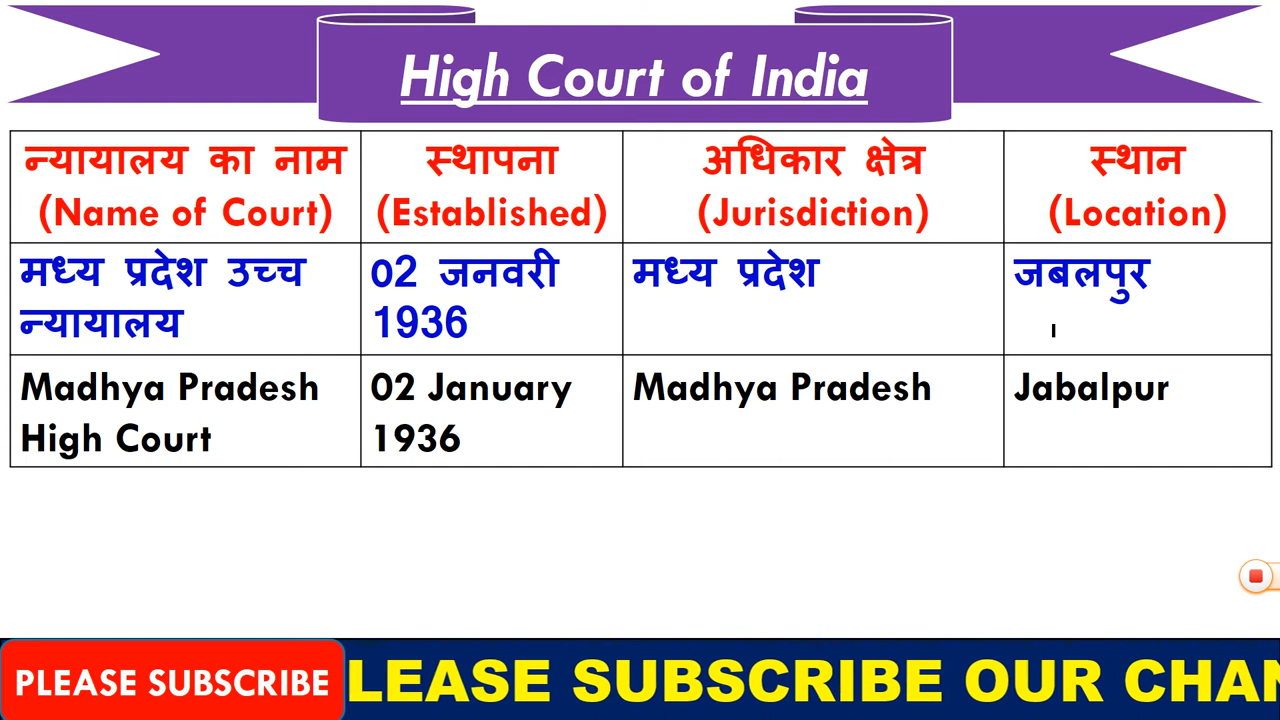 High Court of India
न्यायालय का नाम
(Name of Court)
स्थापना
(Established)
अधिकार क्षेत्र
(Jurisdiction)
स्थान
(Location)
मध्य प्रदेश उच्च
न्यायालय
02 जनवरी
1936
मध्य प्रदेश
जबलपुर
Madhya Pradesh
High Court
02 January
1936
Madhya Pradesh
Jabalpur
PLEASE SUBSCRIBE
LEASE SUBSCRIBE OUR CHAN